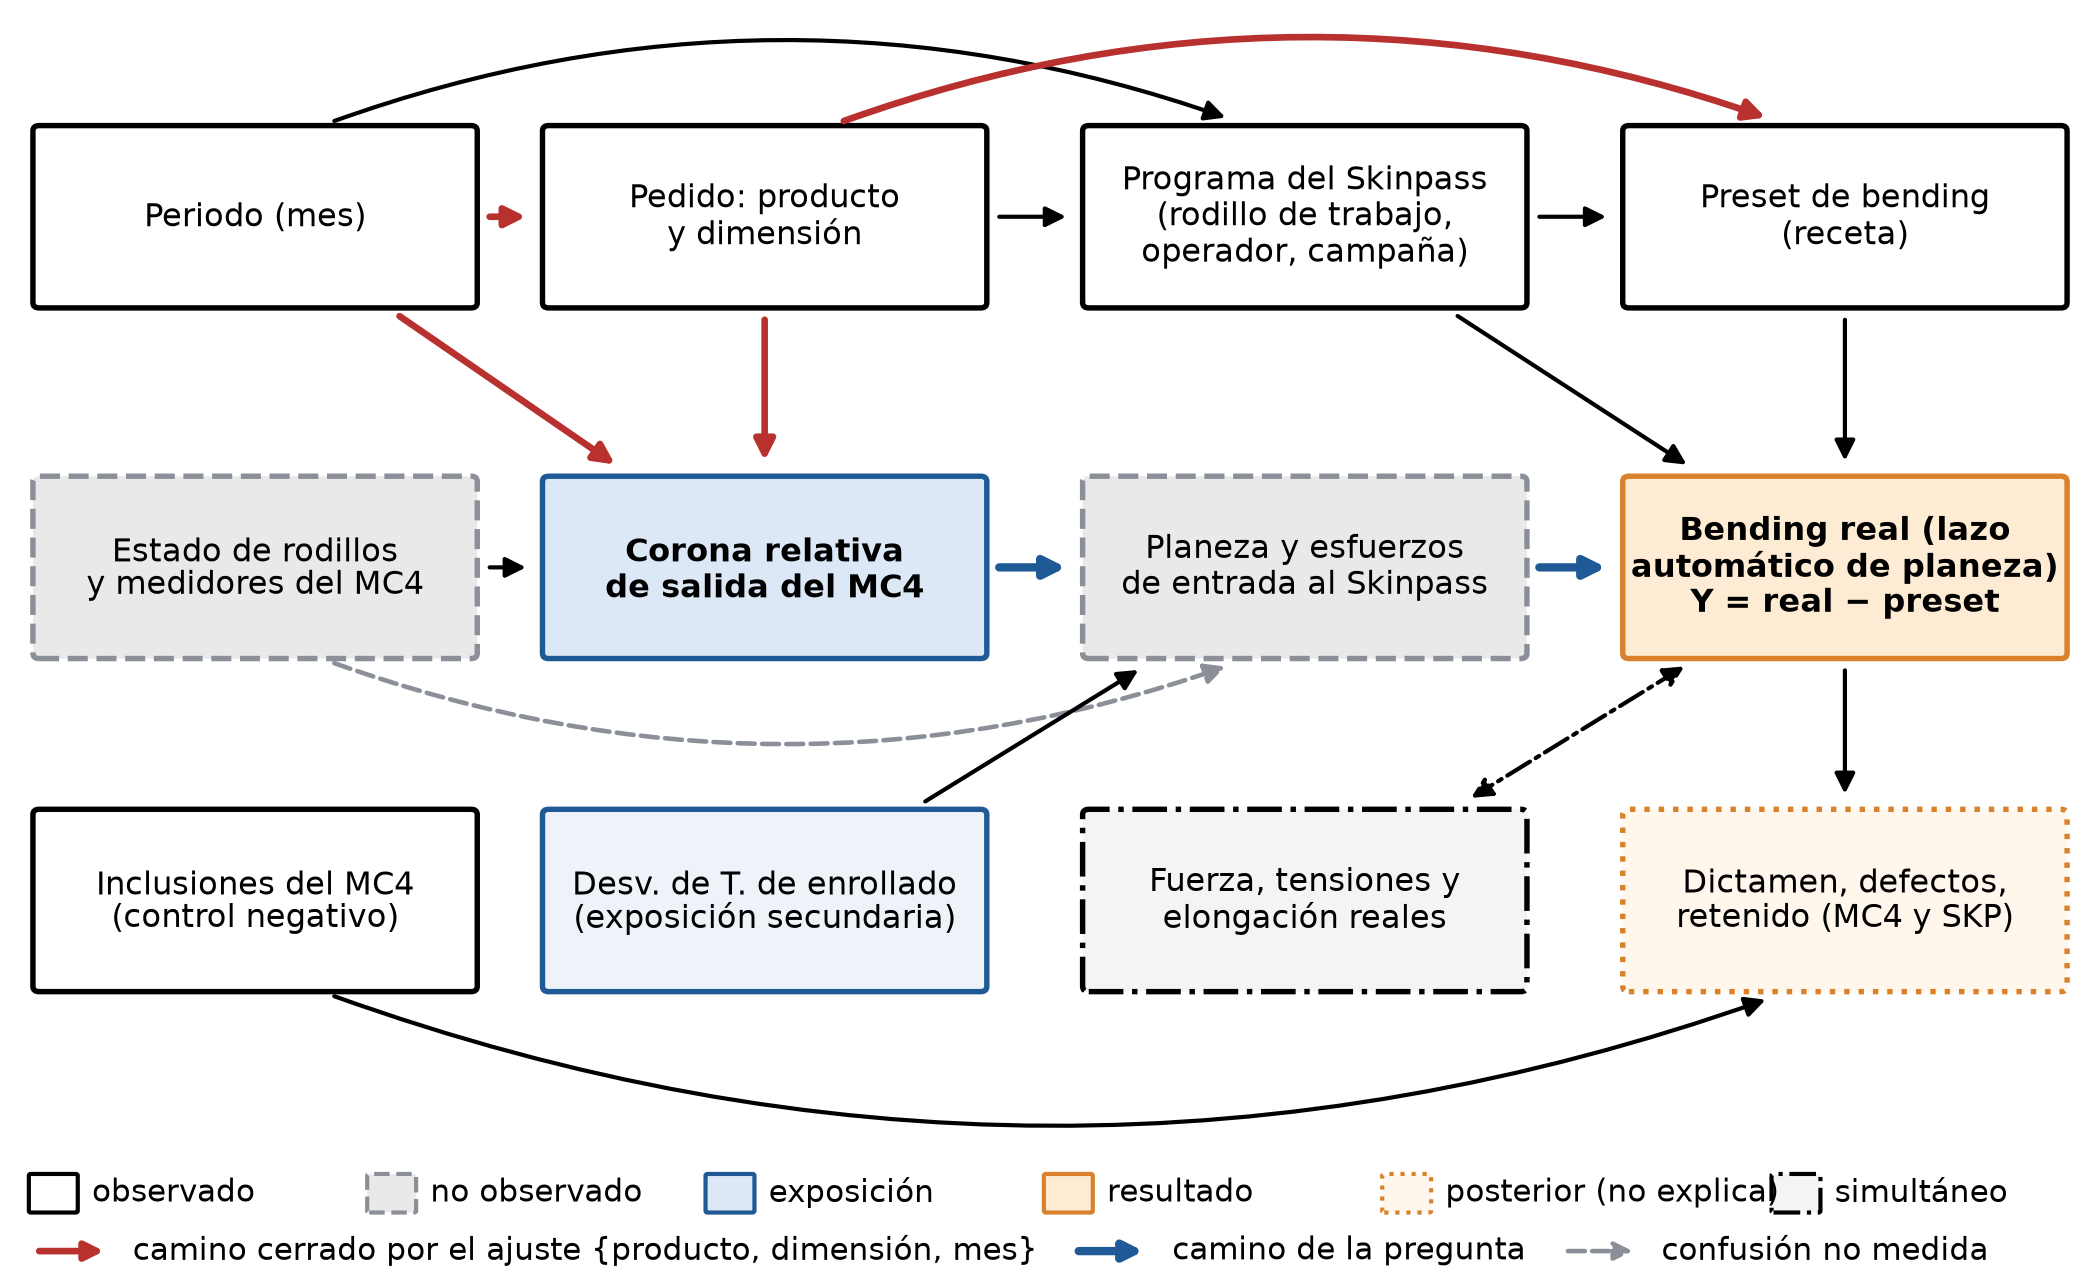 Periodo (mes)
Pedido: producto
y dimensión
Programa del Skinpass
(rodillo de trabajo,
operador, campaña)
Preset de bending
(receta)
Estado de rodillos
y medidores del MC4
Corona relativa
de salida del MC4
Planeza y esfuerzos
de entrada al Skinpass
Bending real (lazo
automático de planeza)
Y = real − preset
Inclusiones del MC4
(control negativo)
Desv. de T. de enrollado
(exposición secundaria)
Fuerza, tensiones y
elongación reales
Dictamen, defectos,
retenido (MC4 y SKP)
observado
no observado
exposición
resultado
posterior (no explica)
simultáneo
camino cerrado por el ajuste {producto, dimensión, mes}
camino de la pregunta
confusión no medida